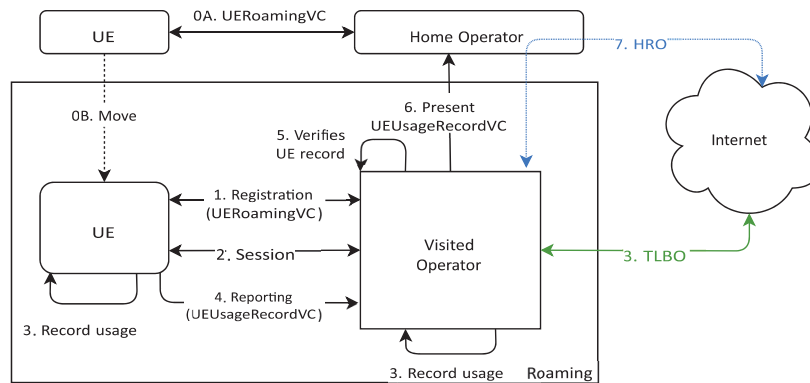 0A. UERoamingVC
UE
Home Operator
7. HRO
0B. Move
6. Present
UEUsageRecordVC
5. Verifies
UE record
Internet
1. Registration
(UERoamingVC)
UE
2. Session
Visited
Operator
3. TLBO
4. Reporting
(UEUsageRecordVC)
3. Record usage
3. Record usage
Roaming